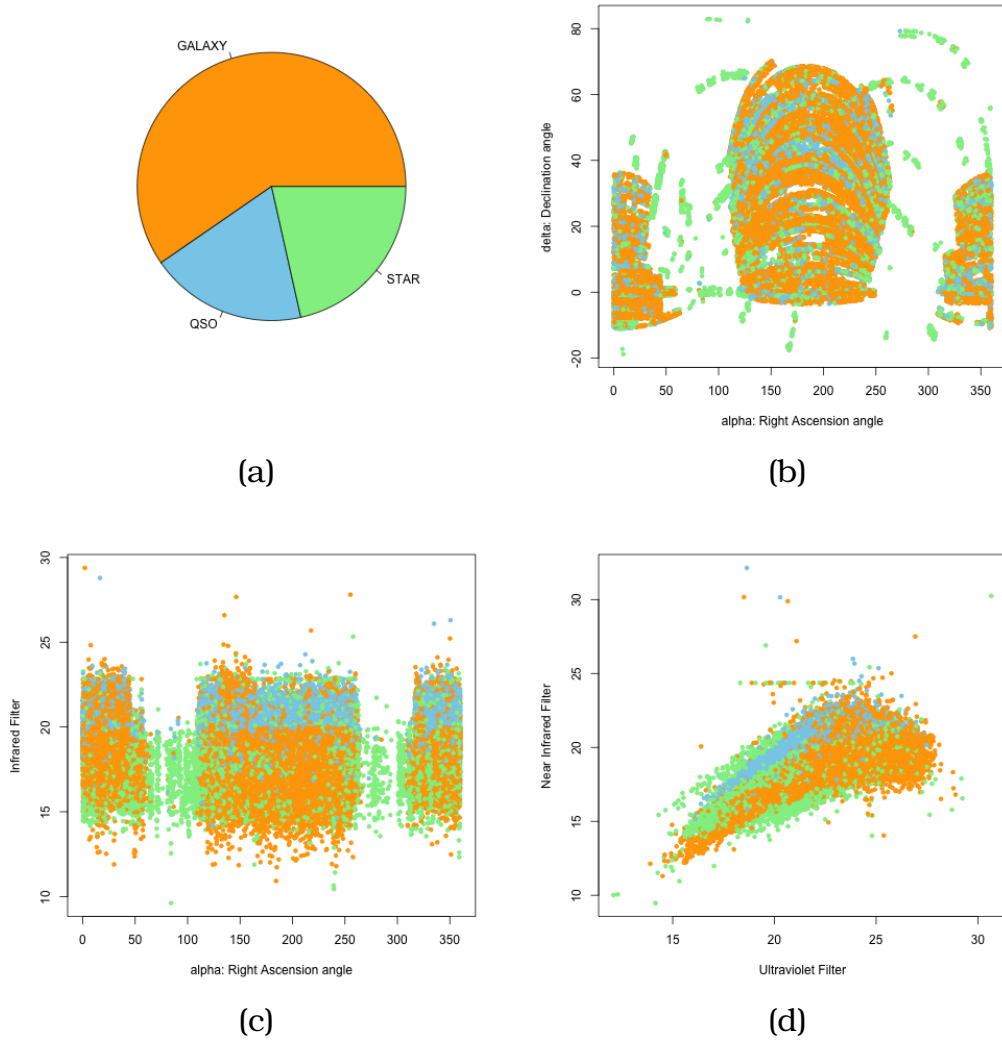 GALAXY
QSO
STAR
(a)
delta: Declination angle
80
60
40
20
0
-20
0 50 100 150 200 250 300 350
alpha: Right Ascension angle
(b)
Infrared Filter
30
25
20
15
10
0 50 100 150 200 250 300 350
alpha: Right Ascension angle
(c)
Near Infrared Filter
30
25
20
15
10
15 20 25 30
Ultraviolet Filter
(d)